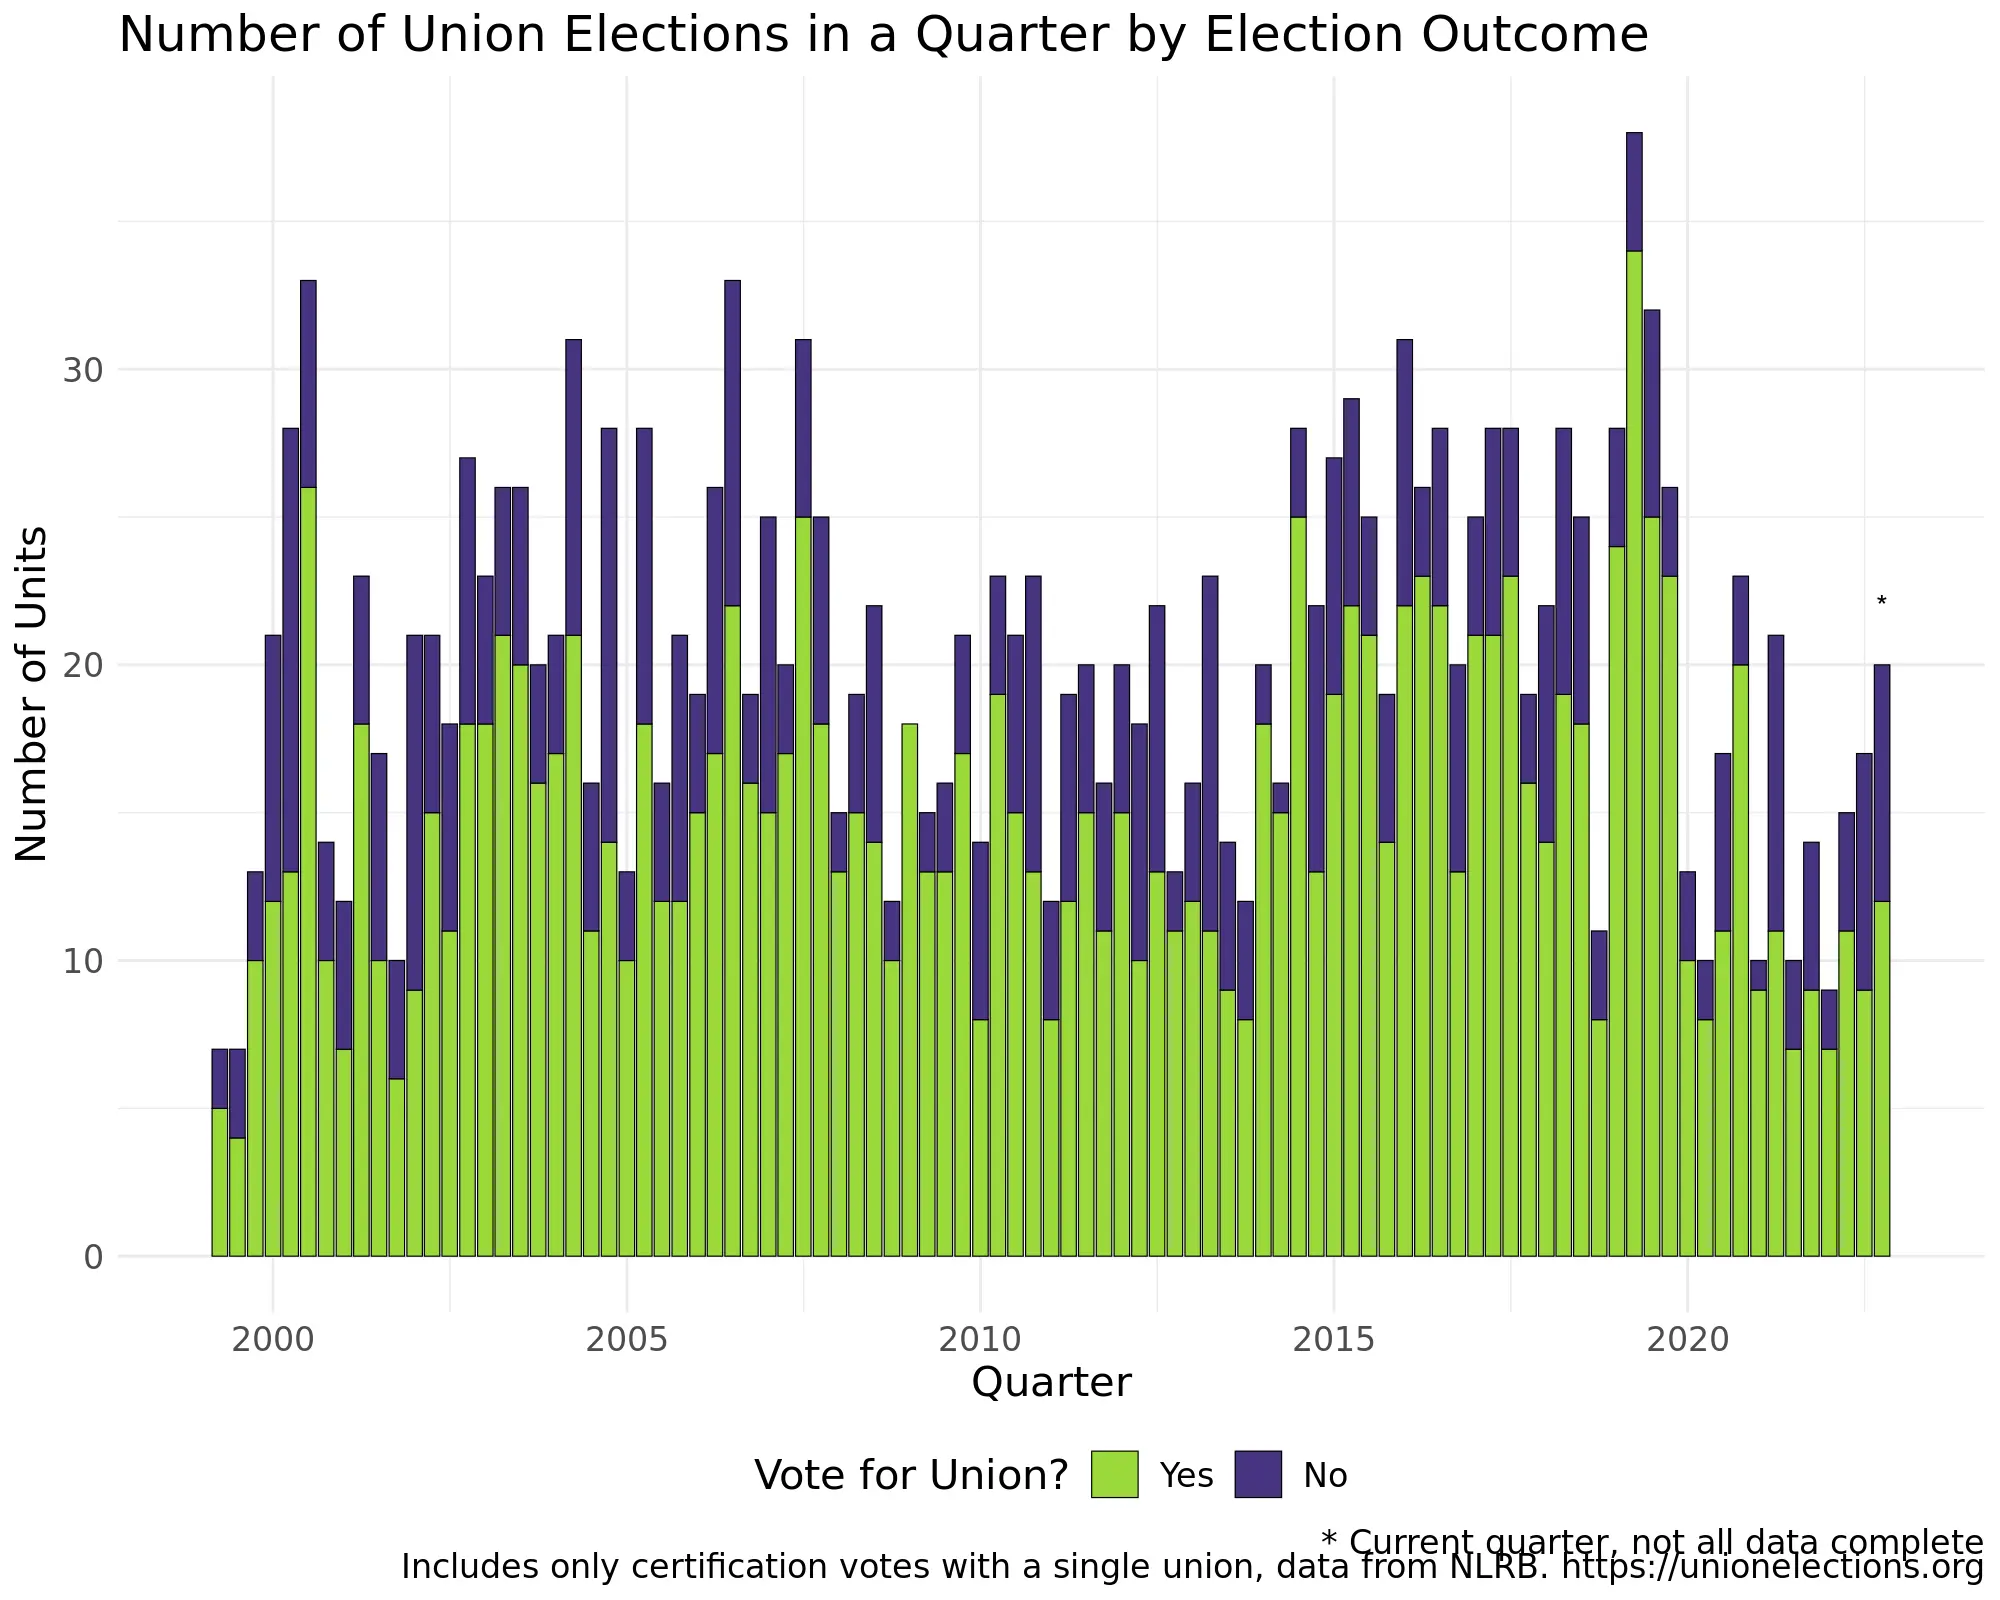 Number of Union Elections in a Quarter by Election Outcome
Number of Units
30
20
10
0
*
2000 2005 2010 2015 2020
Quarter
Vote for Union? Yes No
* Current quarter, not all data complete
Includes only certification votes with a single union, data from NLRB. https://unionelections.org